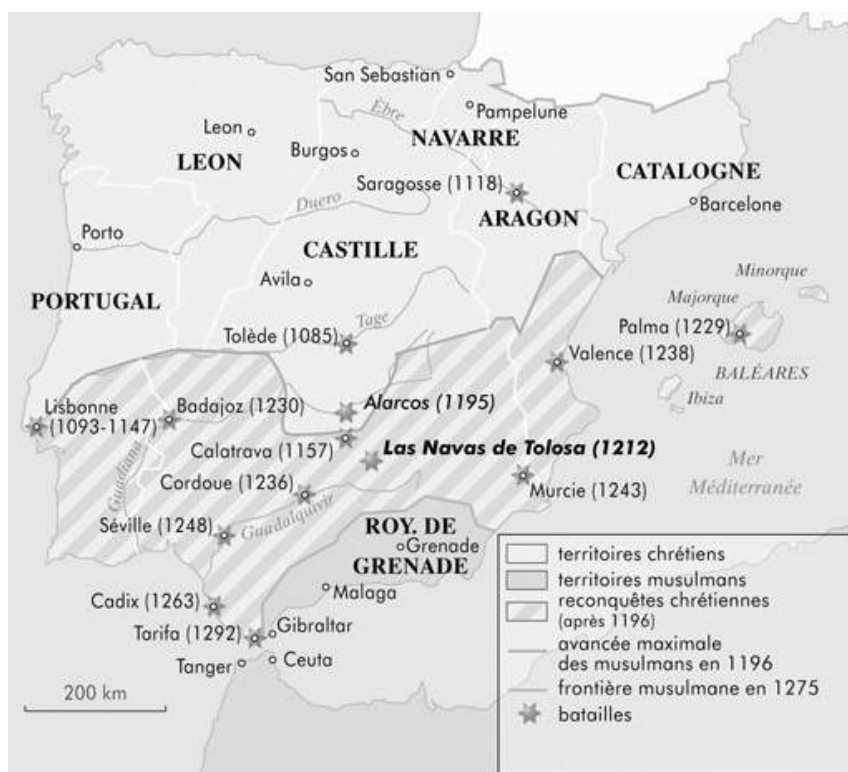 San Sebastian
Èbre
Pampelune
Leon
NAVARRE
LEON
Burgos
CATALOGNE
Saragosse (1118)
Duero
Barcelone
ARAGON
Porto
CASTILLE
Minorque
Avila
Majorque
PORTUGAL
Tage
Palma (1229)
Tolède (1085)
Valence (1238)
BALÉARES
Ibiza
Lisbonne
(1093-1147)
Badajoz (1230)
Alarcos (1195)
Calatrava (1157)
Las Navas de Tolosa (1212)
Mer
Méditerranée
Guadiana
Cordoue (1236)
Murcie (1243)
Séville (1248)
Guadalquivir
ROY. DE
Grenade
GRENADE
Malaga
Cadix (1263)
Tarifa (1292)
Gibraltar
Tanger
Ceuta
200 km
territoires chrétiens
territoires musulmans
reconquêtes chrétiennes
(après 1196)
avancée maximale
des musulmans en 1196
frontière musulmane en 1275
batailles